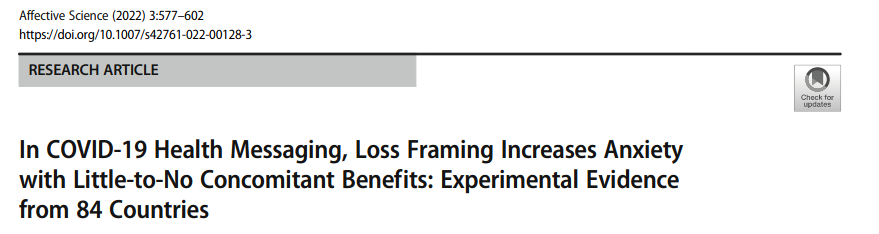 Affective Science (2022) 3:577–602
https://doi.org/10.1007/s42761-022-00128-3
RESEARCH ARTICLE
Check for
updates
In COVID-19 Health Messaging, Loss Framing Increases Anxiety
with Little-to-No Concomitant Benefits: Experimental Evidence
from 84 Countries